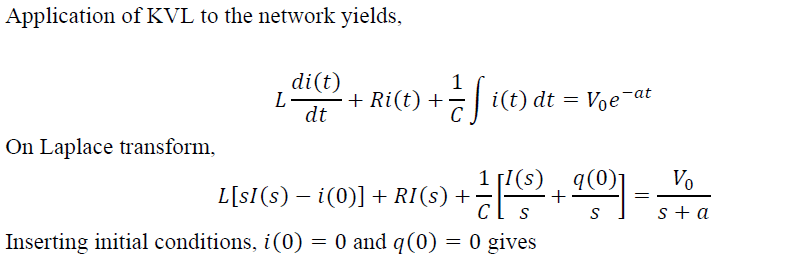 Application of KVL to the network yields,
L di(t)/dt + Ri(t) + 1/C ∫ i(t) dt = V₀e⁻ᵃᵗ
On Laplace transform,
L[sI(s) − i(0)] + RI(s) + 1/C [I(s)/s + q(0)/s] = V₀/(s + a)
Inserting initial conditions, i(0) = 0 and q(0) = 0 gives